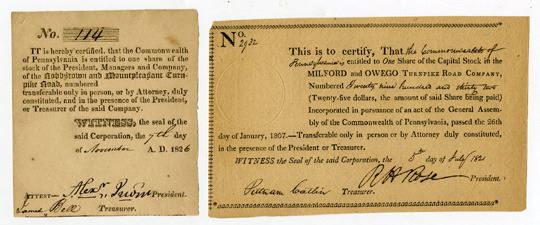 No. 114
IT is hereby certified, that the Commonwealth
of Pennsylvania is entitled to one share of the
stock of the President, Managers and Company,
of the Robbstown and Mountpleasant Turn-
pike Road, numbered
transferable only in person, or by Attorney, duly
constituted, and in the presence of the President,
or Treasurer of the said Company.
WITNESS, the seal of the
said Corporation, the 7th day
of November A. D. 1826
ATTEST— President.
James Bell Treasurer.
No.
2932
This is to certify, That the Commonwealth of
Pennsylvania is entitled to One Share of the Capital Stock in the
MILFORD and OWEGO TURNPIKE ROAD COMPANY,
Numbered Twenty nine hundred and thirty two
(Twenty-five dollars, the amount of said Share being paid)
Incorporated in pursuance of an act of the General Assembly
of the Commonwealth of Pennsylvania, passed the 26th
day of January, 1807.—Transferable only in person or by Attorney duly constituted,
in the presence of the President or Treasurer.
WITNESS the Seal of said Corporation, the 5th day of July 182
R H Rose President.
Putnam Catlin Treasurer.